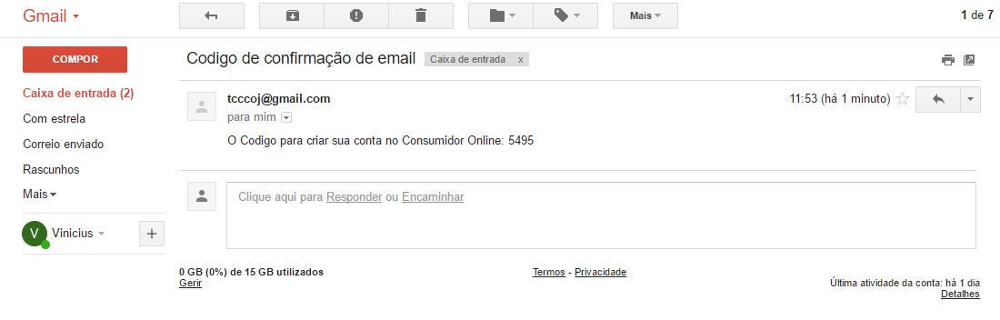 Gmail
Mais
1 de 7
COMPOR
Codigo de confirmação de email
Caixa de entrada x
Caixa de entrada (2)
Com estrela
Correio enviado
Rascunhos
Mais
V Vinicius
tcccoj@gmail.com
11:53 (há 1 minuto)
para mim
O Codigo para criar sua conta no Consumidor Online: 5495
Clique aqui para Responder ou Encaminhar
0 GB (0%) de 15 GB utilizados
Gerir
Termos - Privacidade
Última atividade da conta: há 1 dia
Detalhes